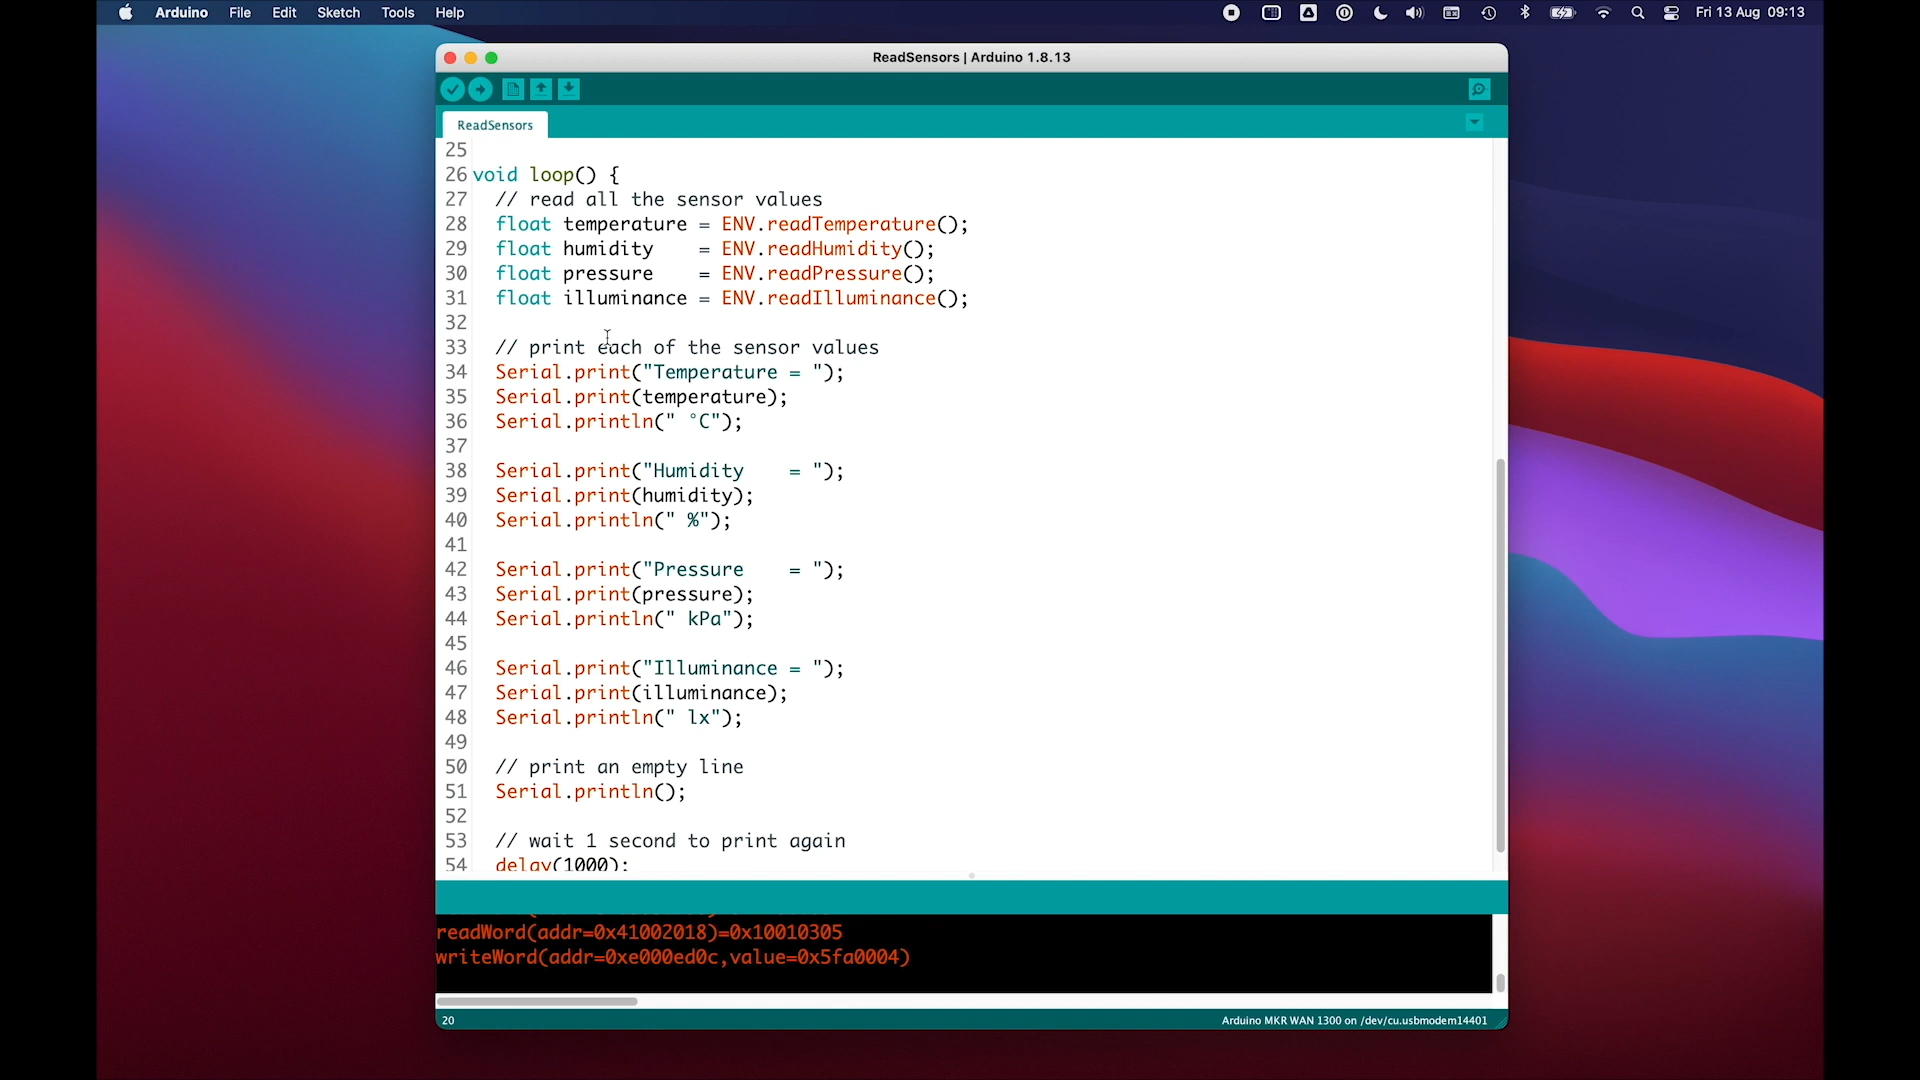 Arduino File Edit Sketch Tools Help Fri 13 Aug 09:13
ReadSensors | Arduino 1.8.13
ReadSensors
25
26 void loop() {
27 // read all the sensor values
28 float temperature = ENV.readTemperature();
29 float humidity    = ENV.readHumidity();
30 float pressure    = ENV.readPressure();
31 float illuminance = ENV.readIlluminance();
32
33 // print each of the sensor values
34 Serial.print("Temperature = ");
35 Serial.print(temperature);
36 Serial.println(" °C");
37
38 Serial.print("Humidity    = ");
39 Serial.print(humidity);
40 Serial.println(" %");
41
42 Serial.print("Pressure    = ");
43 Serial.print(pressure);
44 Serial.println(" kPa");
45
46 Serial.print("Illuminance = ");
47 Serial.print(illuminance);
48 Serial.println(" lx");
49
50 // print an empty line
51 Serial.println();
52
53 // wait 1 second to print again
54 delay(1000);
readWord(addr=0x41002018)=0x10010305
writeWord(addr=0xe000ed0c,value=0x5fa0004)
20 Arduino MKR WAN 1300 on /dev/cu.usbmodem14401